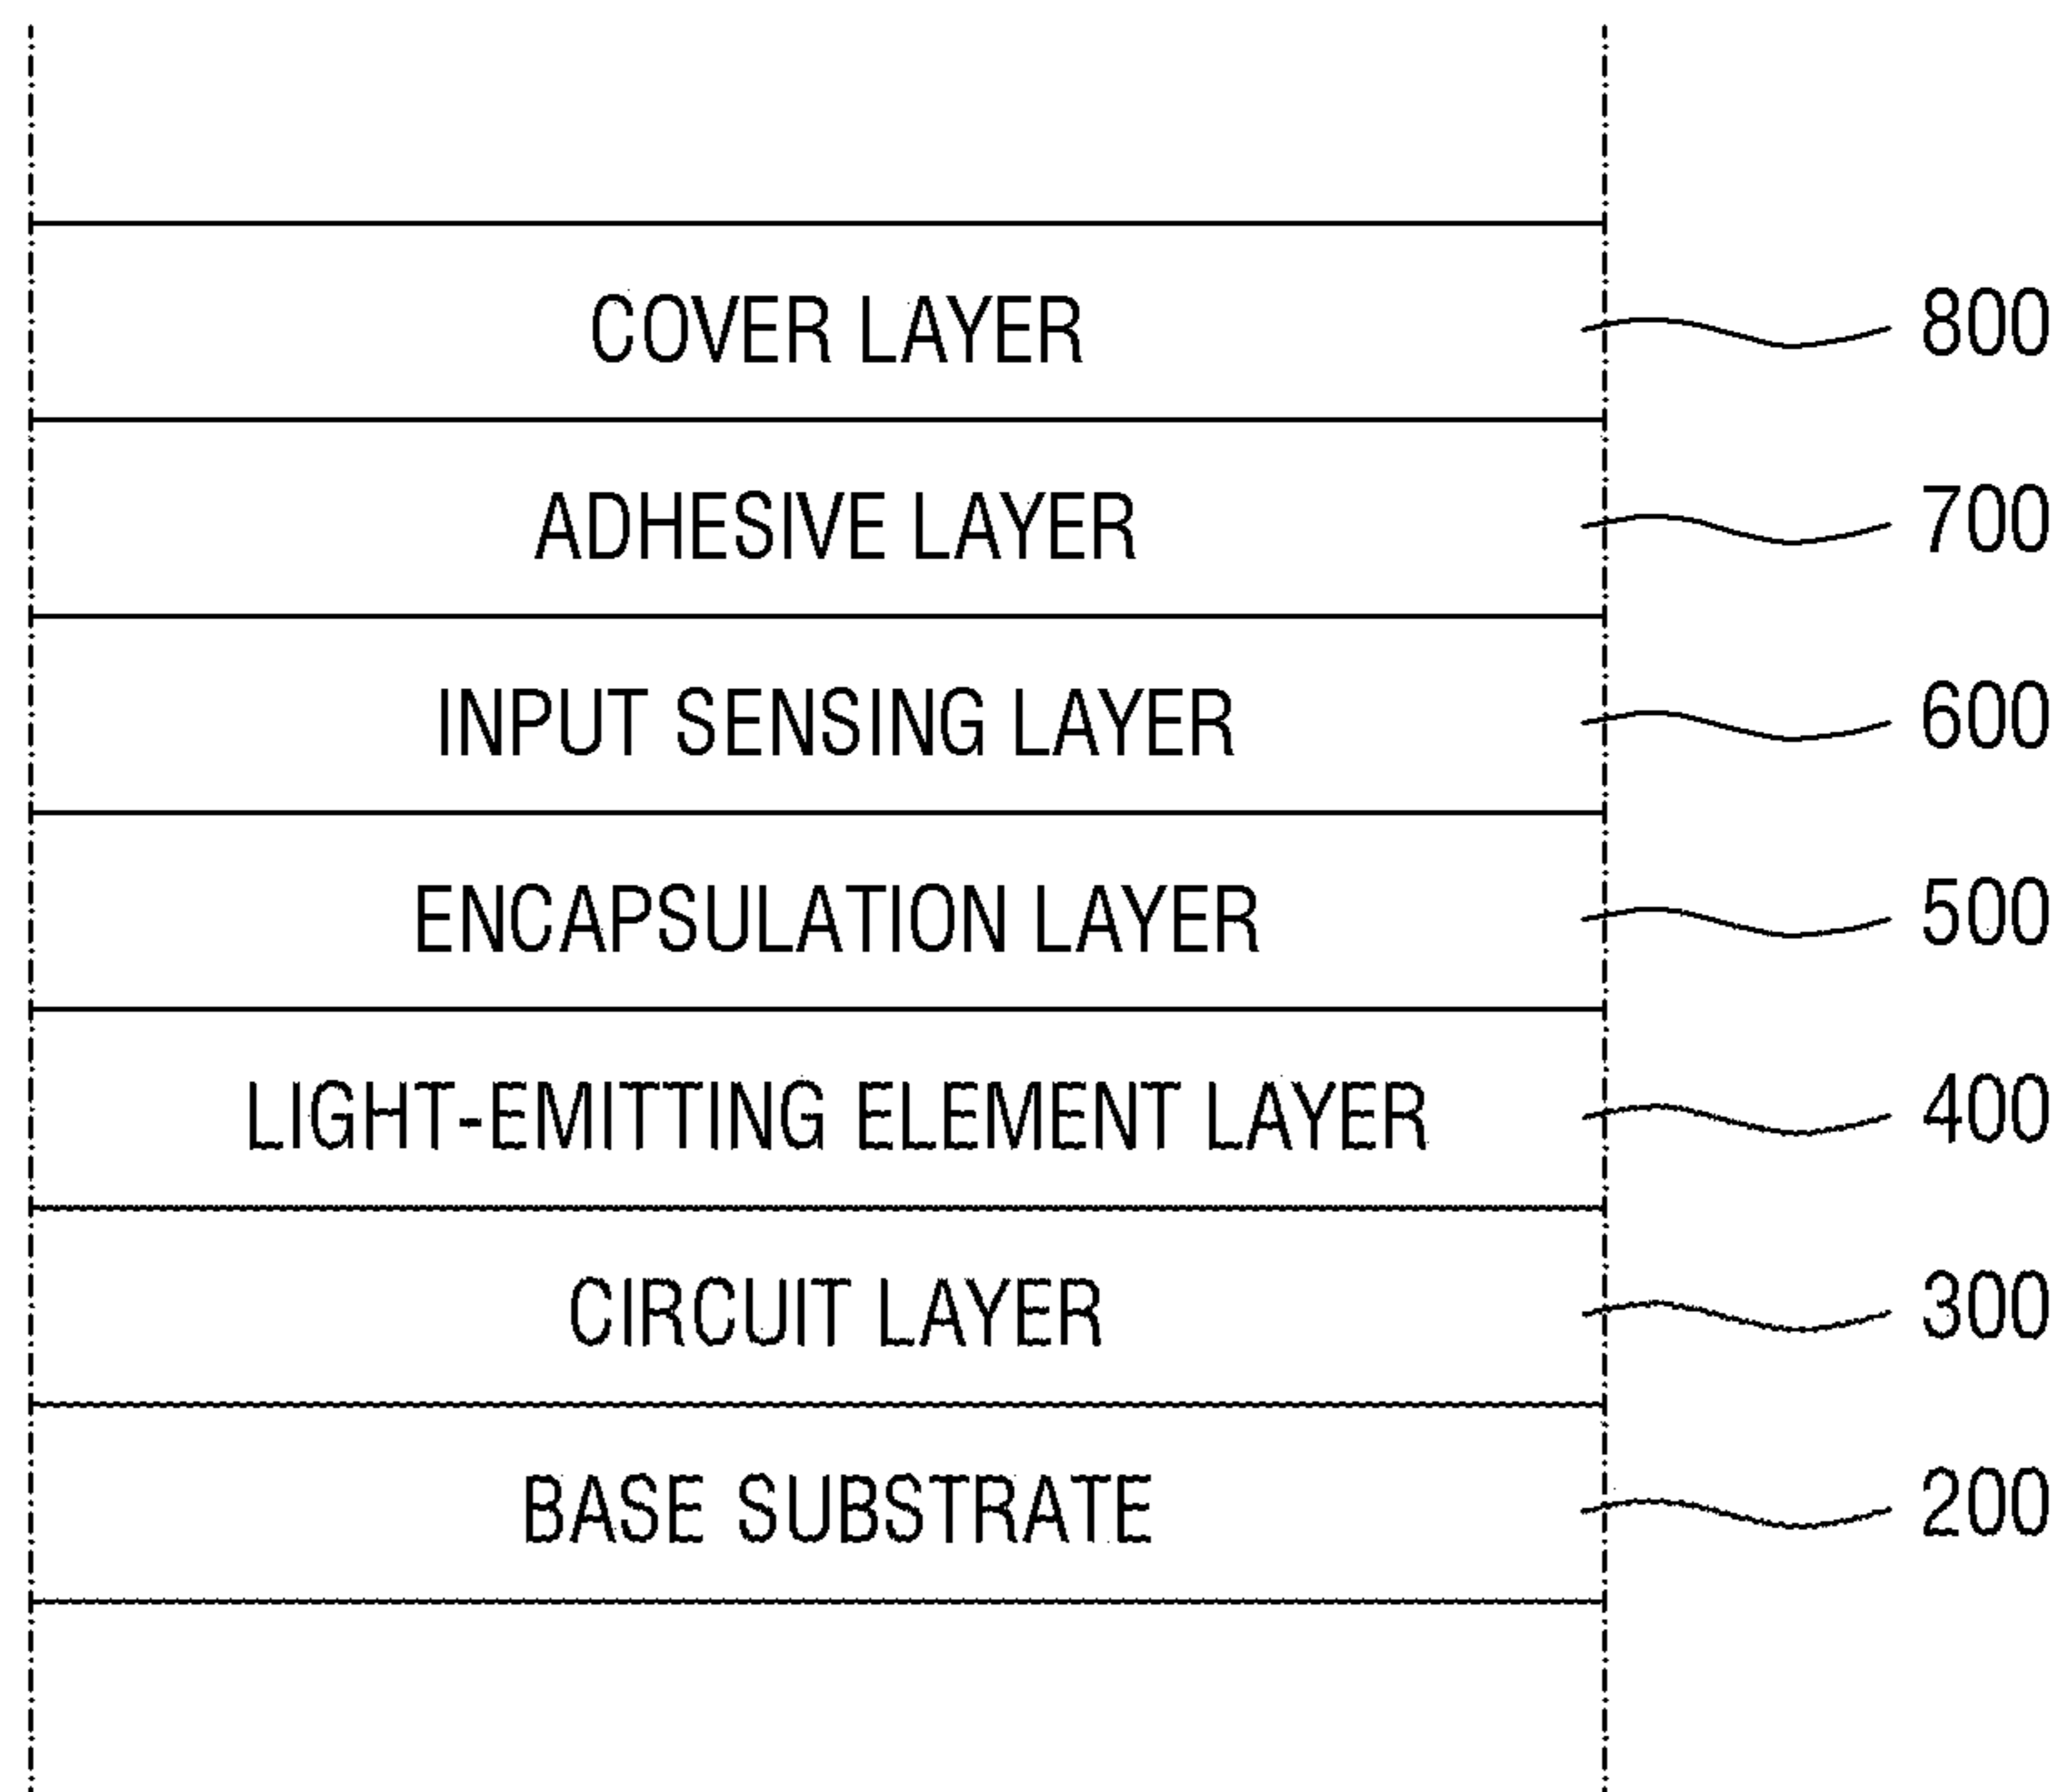 COVER LAYER 800
ADHESIVE LAYER 700
INPUT SENSING LAYER 600
ENCAPSULATION LAYER 500
LIGHT-EMITTING ELEMENT LAYER 400
CIRCUIT LAYER 300
BASE SUBSTRATE 200